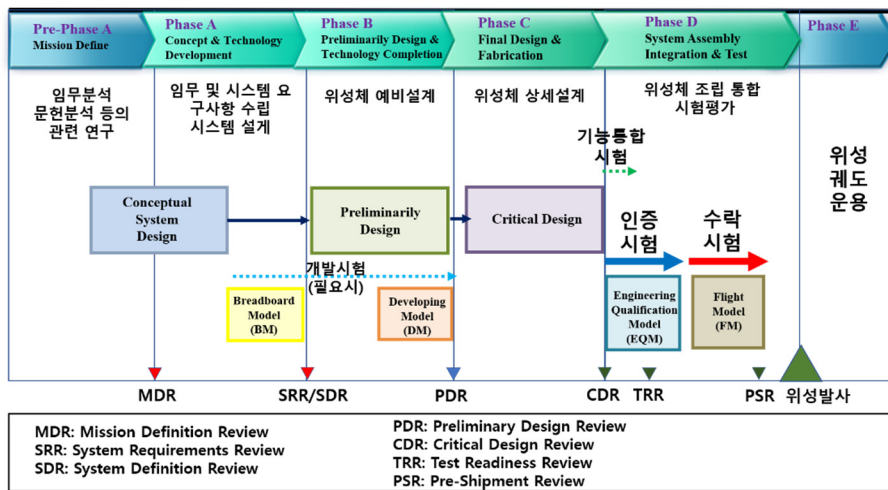 Pre-Phase A
Mission Define
Phase A
Concept & Technology
Development
Phase B
Preliminarily Design &
Technology Completion
Phase C
Final Design &
Fabrication
Phase D
System Assembly
Integration & Test
Phase E
임무분석
문헌분석 등의
관련 연구
임무 및 시스템 요
구사항 수립
시스템 설게
위성체 예비설계
위성체 상세설계
위성체 조립 통합
시험평가
기능통합
시험
위성
궤도
운용
Conceptual
System
Design
Preliminarily
Design
Critical Design
인증
시험
수락
시험
개발시험
(필요시)
Breadboard
Model
(BM)
Developing
Model
(DM)
Engineering
Qualification
Model
(EQM)
Flight
Model
(FM)
MDR
SRR/SDR
PDR
CDR
TRR
PSR
위성발사
MDR: Mission Definition Review
SRR: System Requirements Review
SDR: System Definition Review
PDR: Preliminary Design Review
CDR: Critical Design Review
TRR: Test Readiness Review
PSR: Pre-Shipment Review